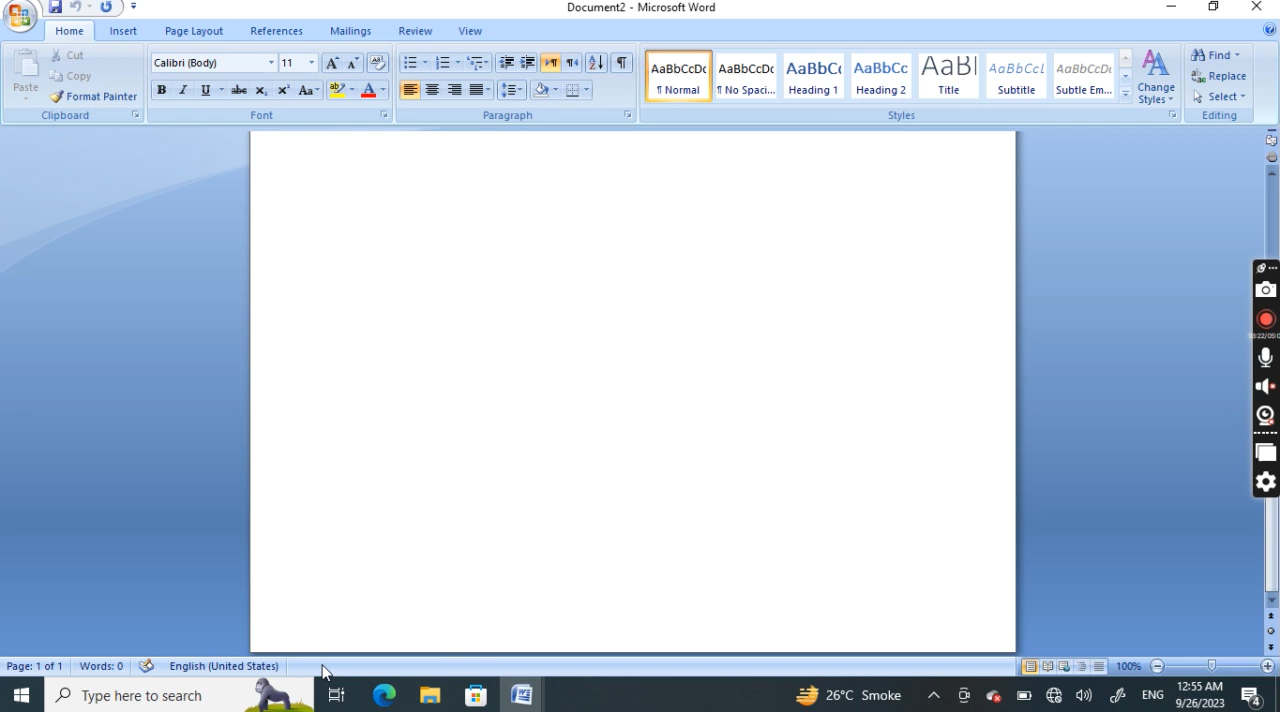 Document2 - Microsoft Word
Home Insert Page Layout References Mailings Review View
Paste
Cut
Copy
Format Painter
Clipboard
Calibri (Body) 11
Font
Paragraph
AaBbCcDc AaBbCcDc AaBbCc AaBbCc AaBl AaBbCcL AaBbCcDc
¶ Normal ¶ No Spaci... Heading 1 Heading 2 Title Subtitle Subtle Em...
Change Styles
Styles
Find
Replace
Select
Editing
Page: 1 of 1 Words: 0 English (United States) 100%
Type here to search
26°C Smoke
ENG
12:55 AM
9/26/2023
4